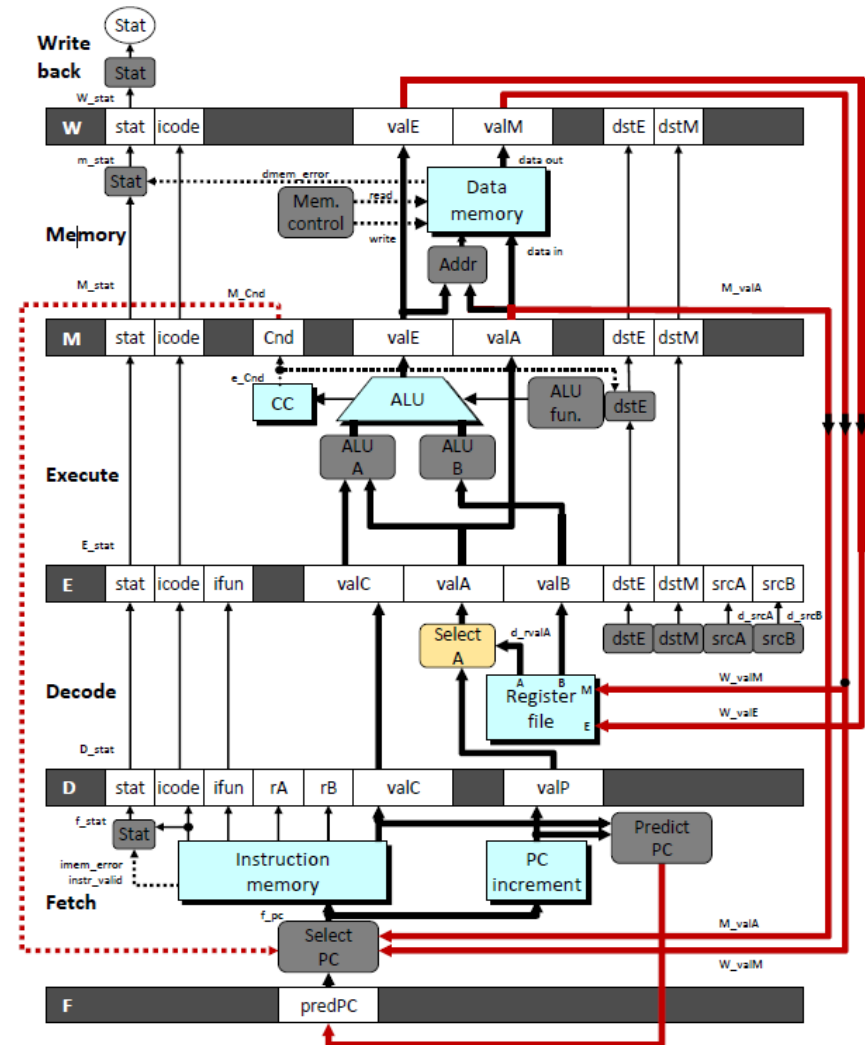 Stat
Write
back
Stat
W_stat
W stat icode valE valM dstE dstM
m_stat
data out
Stat
dmem_error
Data
memory
Mem.
control
read
write
Memory
Addr
data in
M_stat
M_Cnd
M_valA
M stat icode Cnd valE valA dstE dstM
e_Cnd
CC
ALU
ALU
fun.
dstE
ALU
A
ALU
B
Execute
E_stat
E stat icode ifun valC valA valB dstE dstM srcA srcB
d_srcA
d_srcB
Select
A
d_rvalA
dstE dstM srcA srcB
A B
W_valM
Decode
Register
file
M
E
W_valE
D_stat
D stat icode ifun rA rB valC valP
f_stat
Stat
Predict
PC
imem_error
instr_valid
Instruction
memory
PC
increment
Fetch
f_pc
M_valA
Select
PC
W_valM
F predPC